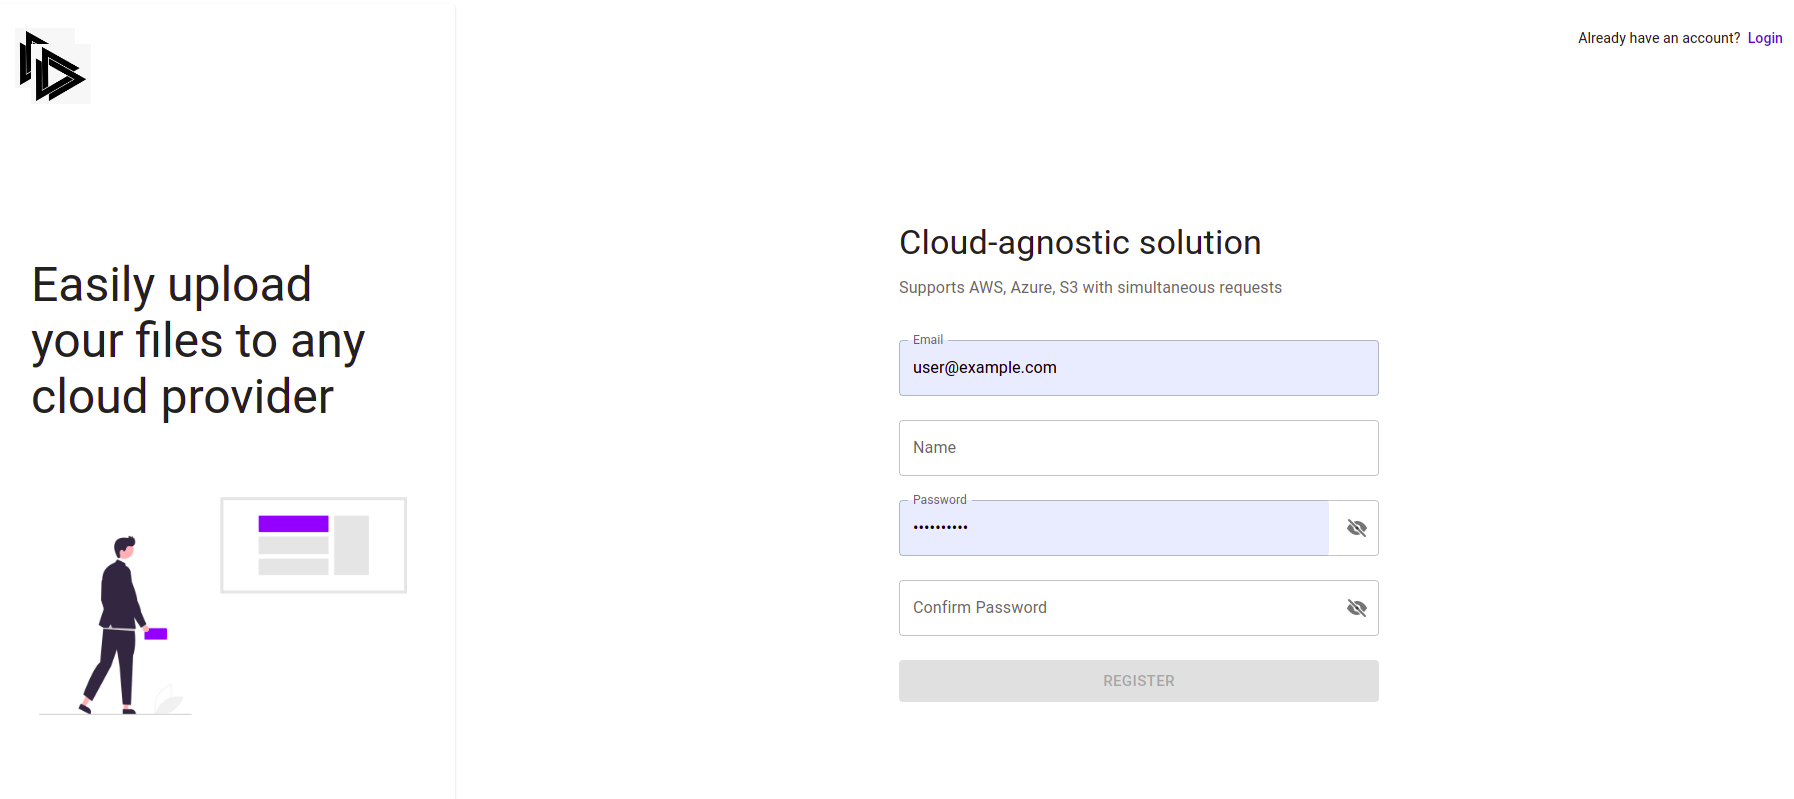 Already have an account? Login
Easily upload
your files to any
cloud provider
Cloud-agnostic solution
Supports AWS, Azure, S3 with simultaneous requests
Email
user@example.com
Name
Password
••••••••••
Confirm Password
REGISTER